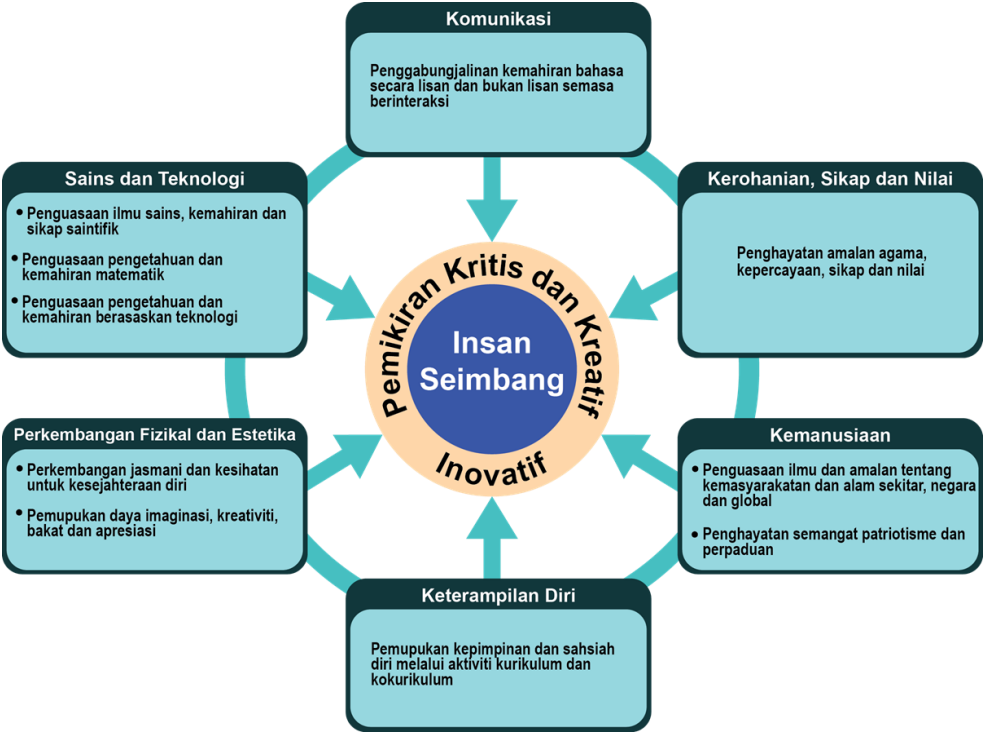 Komunikasi
Penggabungjalinan kemahiran bahasa
secara lisan dan bukan lisan semasa
berinteraksi
Sains dan Teknologi
• Penguasaan ilmu sains, kemahiran dan
sikap saintifik
• Penguasaan pengetahuan dan
kemahiran matematik
• Penguasaan pengetahuan dan
kemahiran berasaskan teknologi
Kerohanian, Sikap dan Nilai
Penghayatan amalan agama,
kepercayaan, sikap dan nilai
Pemikiran Kritis dan Kreatif
Insan
Seimbang
Inovatif
Perkembangan Fizikal dan Estetika
• Perkembangan jasmani dan kesihatan
untuk kesejahteraan diri
• Pemupukan daya imaginasi, kreativiti,
bakat dan apresiasi
Kemanusiaan
• Penguasaan ilmu dan amalan tentang
kemasyarakatan dan alam sekitar, negara
dan global
• Penghayatan semangat patriotisme dan
perpaduan
Keterampilan Diri
Pemupukan kepimpinan dan sahsiah
diri melalui aktiviti kurikulum dan
kokurikulum